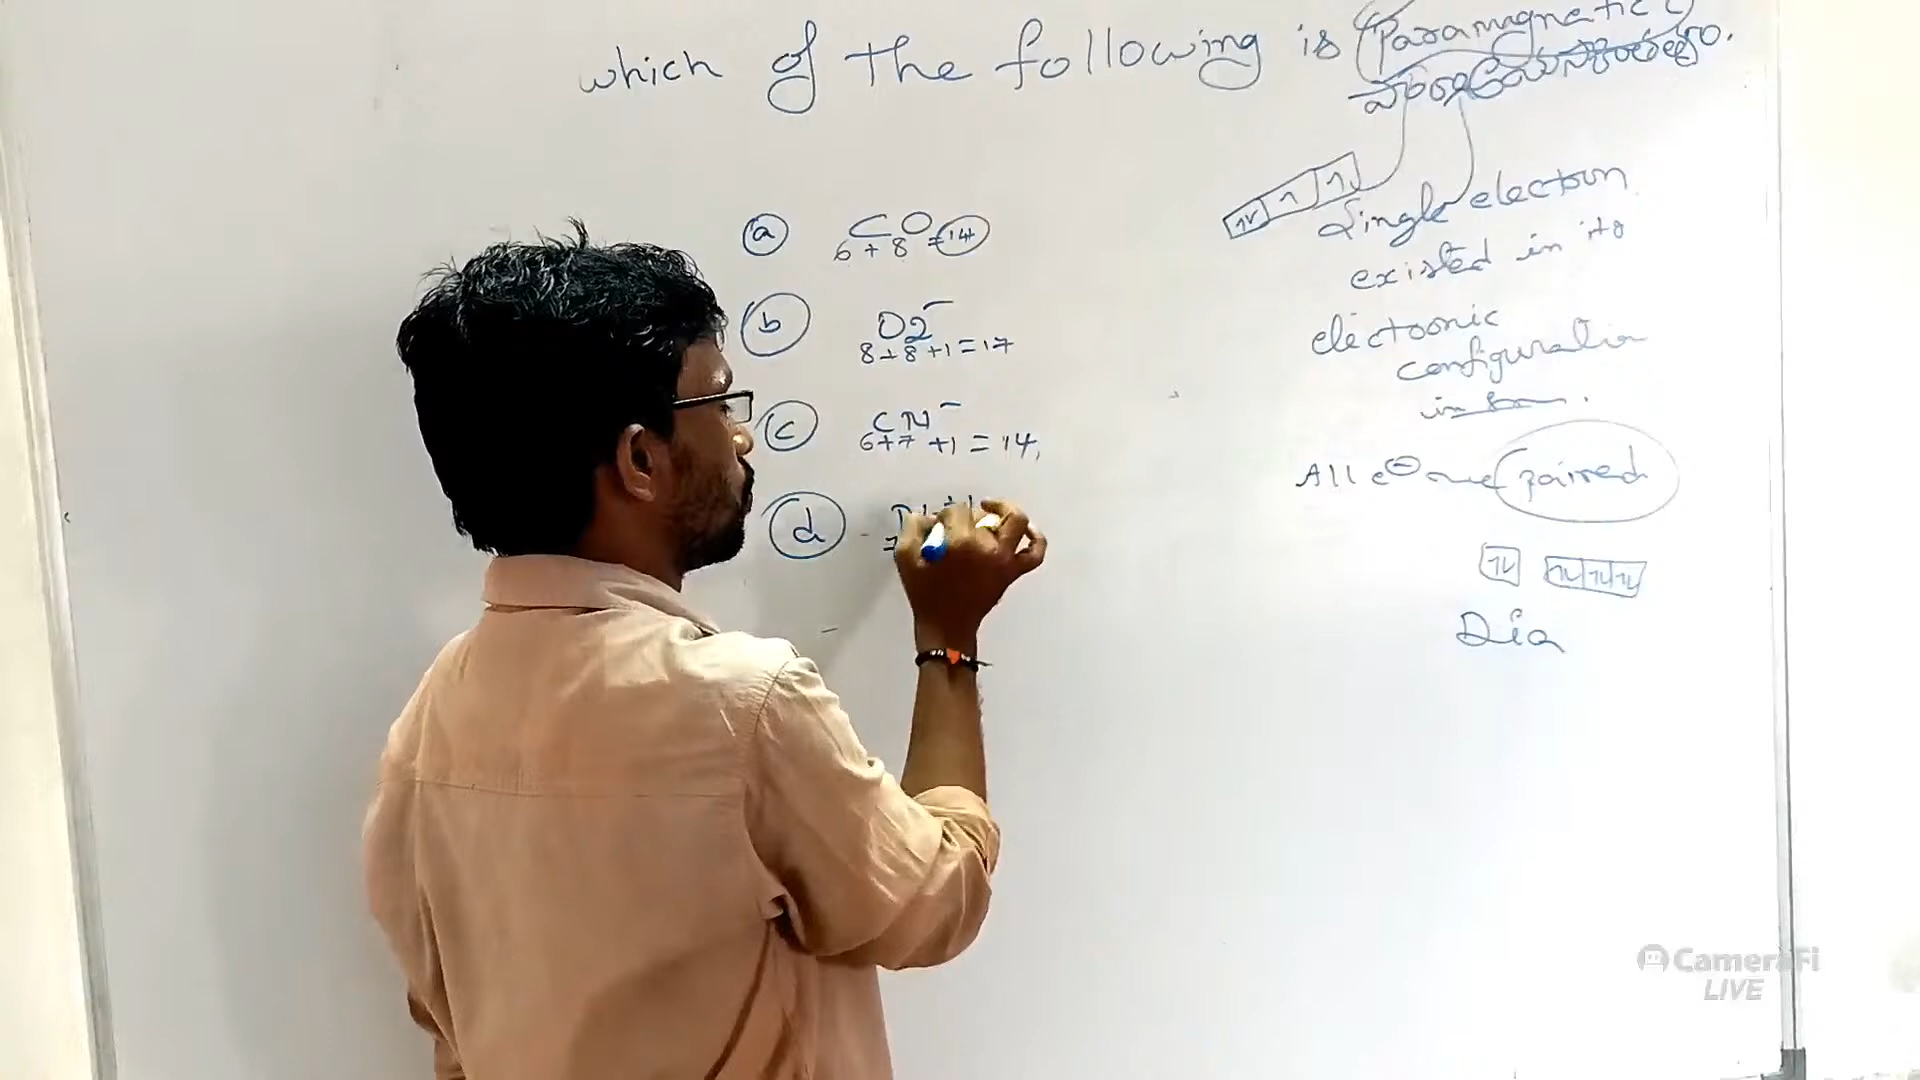 which of the following is Paramagnetic
a CO
6 + 8 = 14
b O2⁻
8 + 8 + 1 = 17
c CN⁻
6 + 7 + 1 = 14,
d
Single electron
existed in its
electronic
configuration
All e⊖ are paired
Dia
CameraFi
LIVE